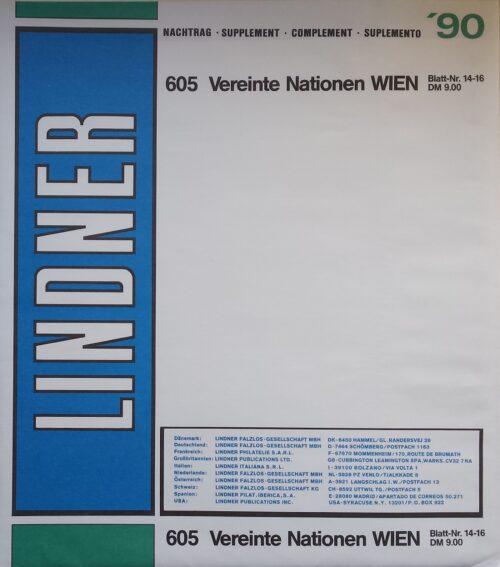 NACHTRAG · SUPPLEMENT · COMPLEMENT · SUPLEMENTO '90
605 Vereinte Nationen WIEN Blatt-Nr. 14-16
DM 9.00
LINDNER
Dänemark: LINDNER FALZLOS-GESELLSCHAFT MBH DK-8450 HAMMEL/GL. RANDERSVEJ 28
Deutschland: LINDNER FALZLOS-GESELLSCHAFT MBH D-7464 SCHÖMBERG/POSTFACH 1163
Frankreich: LINDNER PHILATELIE S.A.R.L. F-67670 MOMMENHEIM/170, ROUTE DE BRUMATH
Großbritannien: LINDNER PUBLICATIONS LTD. GB-CUBBINGTON LEAMINGTON SPA, WARKS. CV32 7NA
Italien: LINDNER ITALIANA S.R.L. I-39100 BOLZANO/VIA VOLTA 1
Niederlande: LINDNER FALZLOS-GESELLSCHAFT MBH NL-5926 PZ VENLO/TIALKKADE 6
Österreich: LINDNER FALZLOS-GESELLSCHAFT MBH A-3921 LANGSCHLAG I.W./POSTFACH 13
Schweiz: LINDNER FALZLOS-GESELLSCHAFT KG CH-8592 UTTWIL TG./POSTFACH 5
Spanien: LINDNER FILAT. IBERICA, S.A. E-28080 MADRID/APARTADO DE CORREOS 50.271
USA: LINDNER PUBLICATIONS INC. USA-SYRACUSE N.Y. 13201/P.O. BOX 922
605 Vereinte Nationen WIEN Blatt-Nr. 14-16
DM 9.00